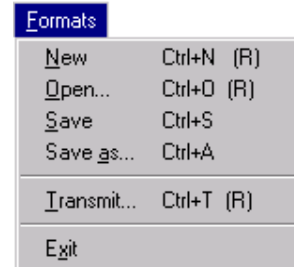 Formats
New Ctrl+N (R)
Open... Ctrl+O (R)
Save Ctrl+S
Save as... Ctrl+A
Transmit... Ctrl+T (R)
Exit